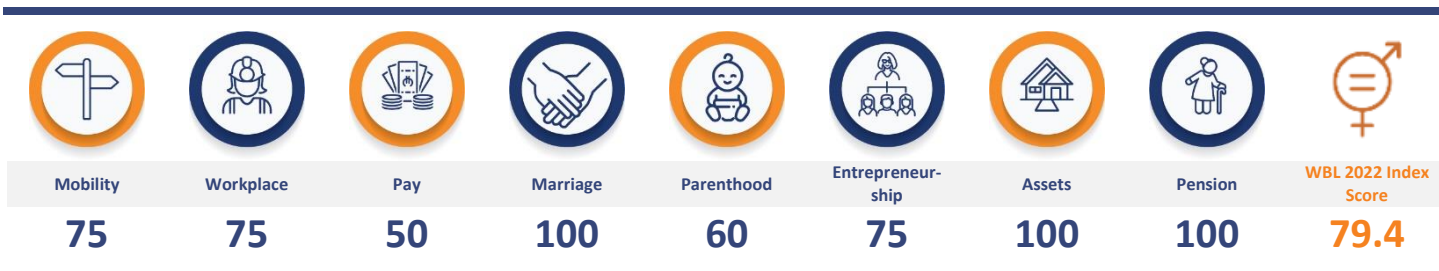 Mobility
Workplace
Pay
Marriage
Parenthood
Entrepreneur-
ship
Assets
Pension
WBL 2022 Index
Score
75
75
50
100
60
75
100
100
79.4